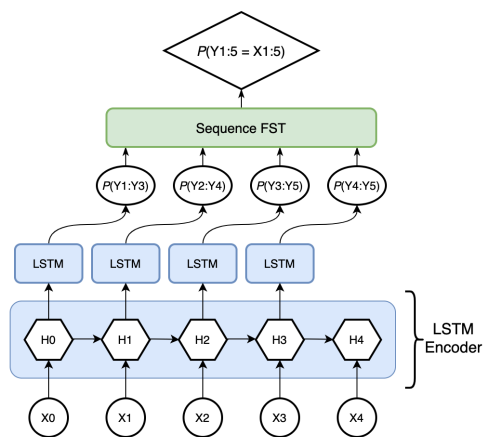 P(Y1:5 = X1:5)
Sequence FST
P(Y1:Y3) P(Y2:Y4) P(Y3:Y5) P(Y4:Y5)
LSTM LSTM LSTM LSTM
H0 H1 H2 H3 H4
LSTM
Encoder
X0 X1 X2 X3 X4